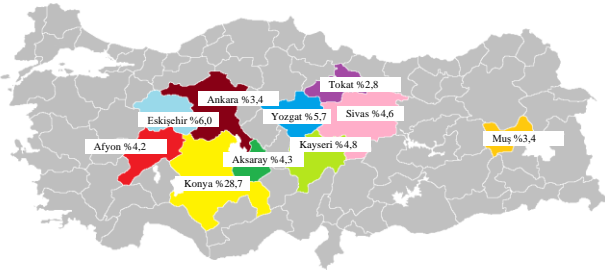 Tokat %2,8
Ankara %3,4
Sivas %4,6
Yozgat %5,7
Eskişehir %6,0
Muş %3,4
Afyon %4,2
Kayseri %4,8
Aksaray %4,3
Konya %28,7